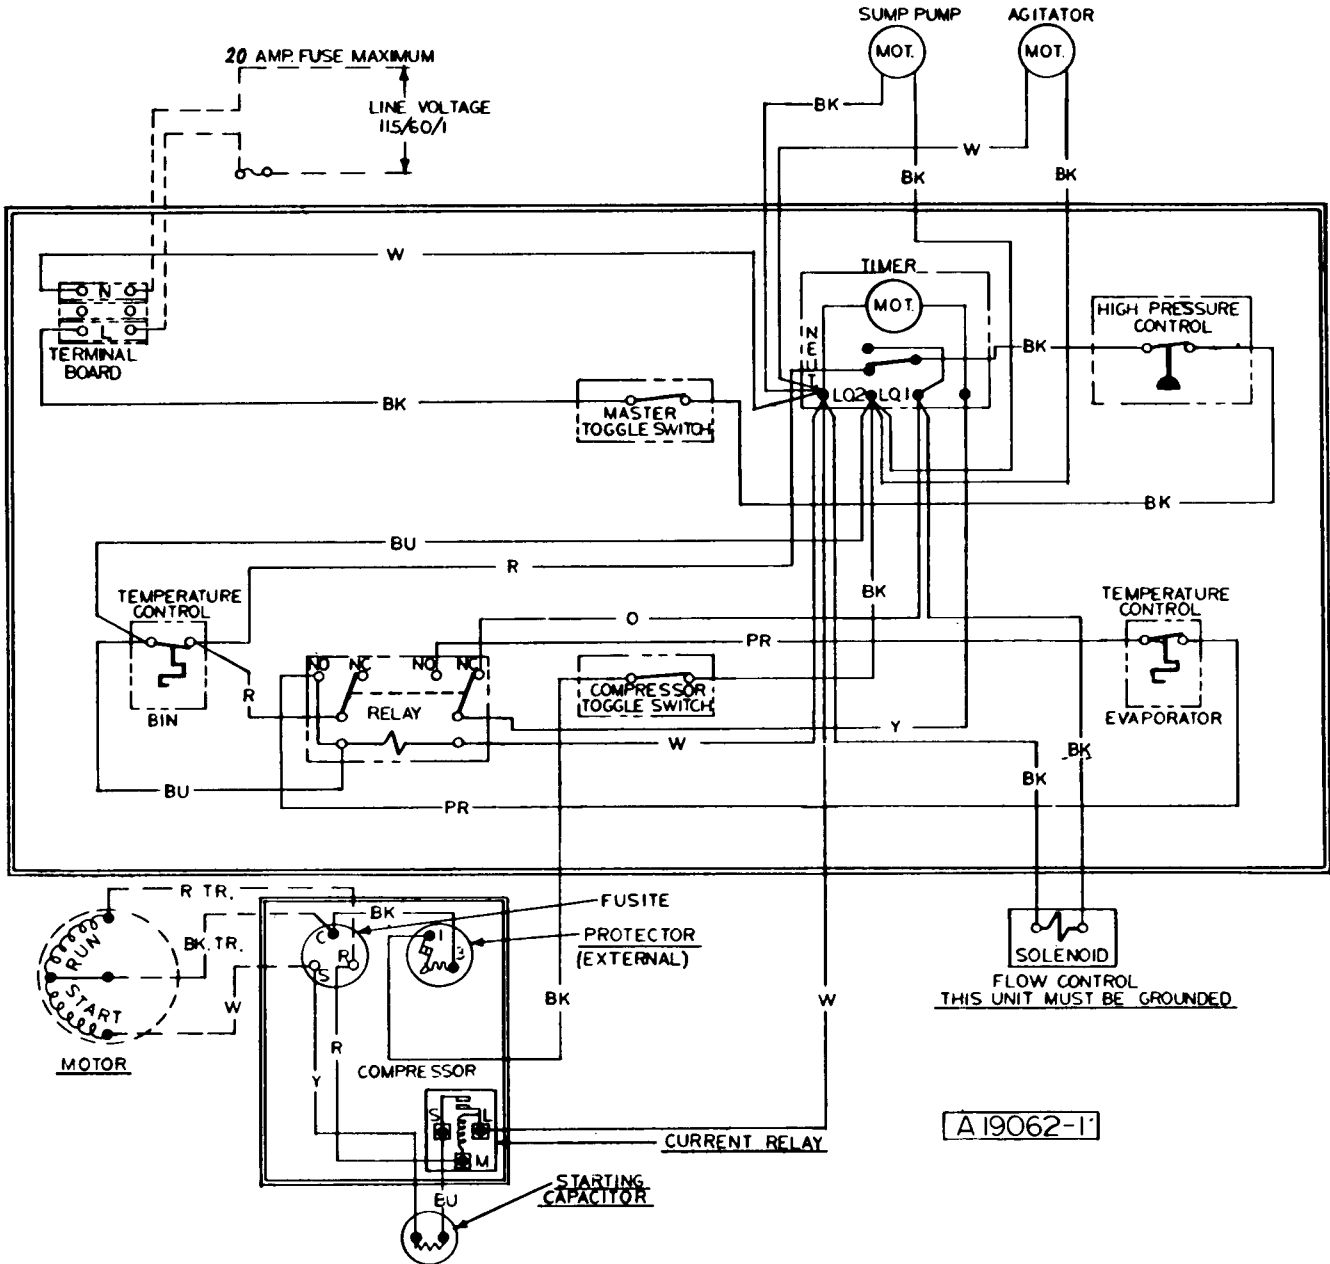 SUMP PUMP
AGITATOR
MOT.
MOT.
20 AMP. FUSE MAXIMUM
LINE VOLTAGE
115/60/1
BK
W
BK
BK
W
TIMER
MOT.
NEUT
LQ2
LQ1
N
L
TERMINAL
BOARD
HIGH PRESSURE
CONTROL
BK
BK
MASTER
TOGGLE SWITCH
BK
BU
R
BK
TEMPERATURE
CONTROL
BIN
O
PR
TEMPERATURE
CONTROL
EVAPORATOR
NO
NC
NO
NC
R
RELAY
COMPRESSOR
TOGGLE SWITCH
Y
W
BK
BK
BU
PR
R TR.
FUSITE
BK
C
S
R
1
3
PROTECTOR
(EXTERNAL)
SOLENOID
FLOW CONTROL
THIS UNIT MUST BE GROUNDED
RUN
START
BK. TR.
W
MOTOR
BK
W
R
Y
COMPRESSOR
S
L
M
CURRENT RELAY
A19062-1
BU
STARTING
CAPACITOR